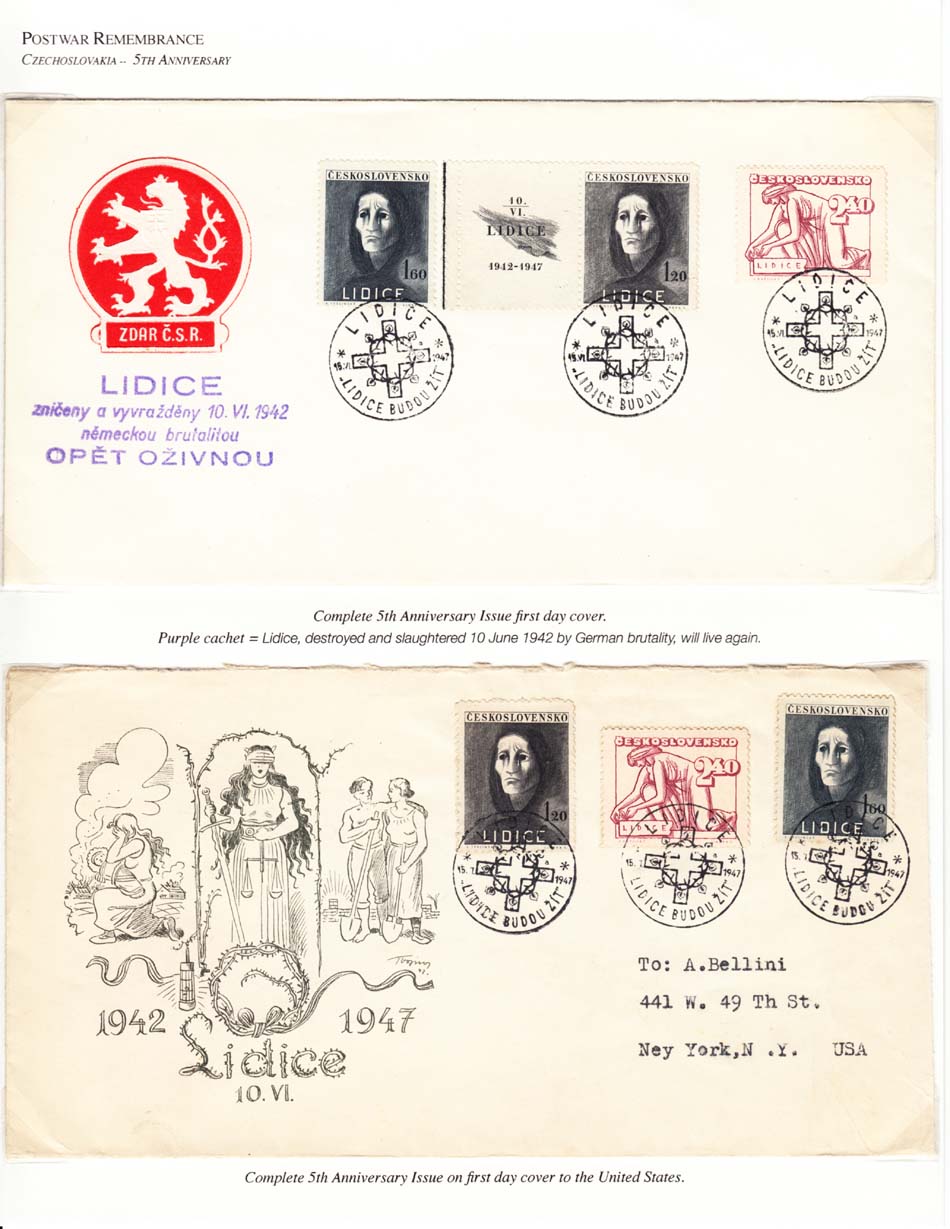 POSTWAR REMEMBRANCE
CZECHOSLOVAKIA -- 5TH ANNIVERSARY
ZDAR Č.S.R.
LIDICE
zničeny a vyvražděny 10. VI. 1942
německou brutalitou
OPĚT OŽIVNOU
ČESKOSLOVENSKO
1 60
LIDICE
10.
VI.
LIDICE
1942-1947
ČESKOSLOVENSKO
1 20
LIDICE
ČESKOSLOVENSKO
2 40
LIDICE
LIDICE
* 15.VI. 1947 *
„LIDICE BUDOU ŽÍT"
LIDICE
* 15.VI. 1947 *
„LIDICE BUDOU ŽÍT"
LIDICE
* 15.VI. 1947 *
„LIDICE BUDOU ŽÍT"
Complete 5th Anniversary Issue first day cover.
Purple cachet = Lidice, destroyed and slaughtered 10 June 1942 by German brutality, will live again.
ČESKOSLOVENSKO
1 20
LIDICE
ČESKOSLOVENSKO
2 40
LIDICE
ČESKOSLOVENSKO
1 60
LIDICE
* 1947
„LIDICE BUDOU ŽÍT"
LIDICE
15. * 1947
„LIDICE BUDOU ŽÍT"
15. * 1947
„LIDICE BUDOU ŽÍT"
1942 1947
Lidice
10. VI.
To: A.Bellini
441 W. 49 Th St.
Ney York,N .Y. USA
Complete 5th Anniversary Issue on first day cover to the United States.